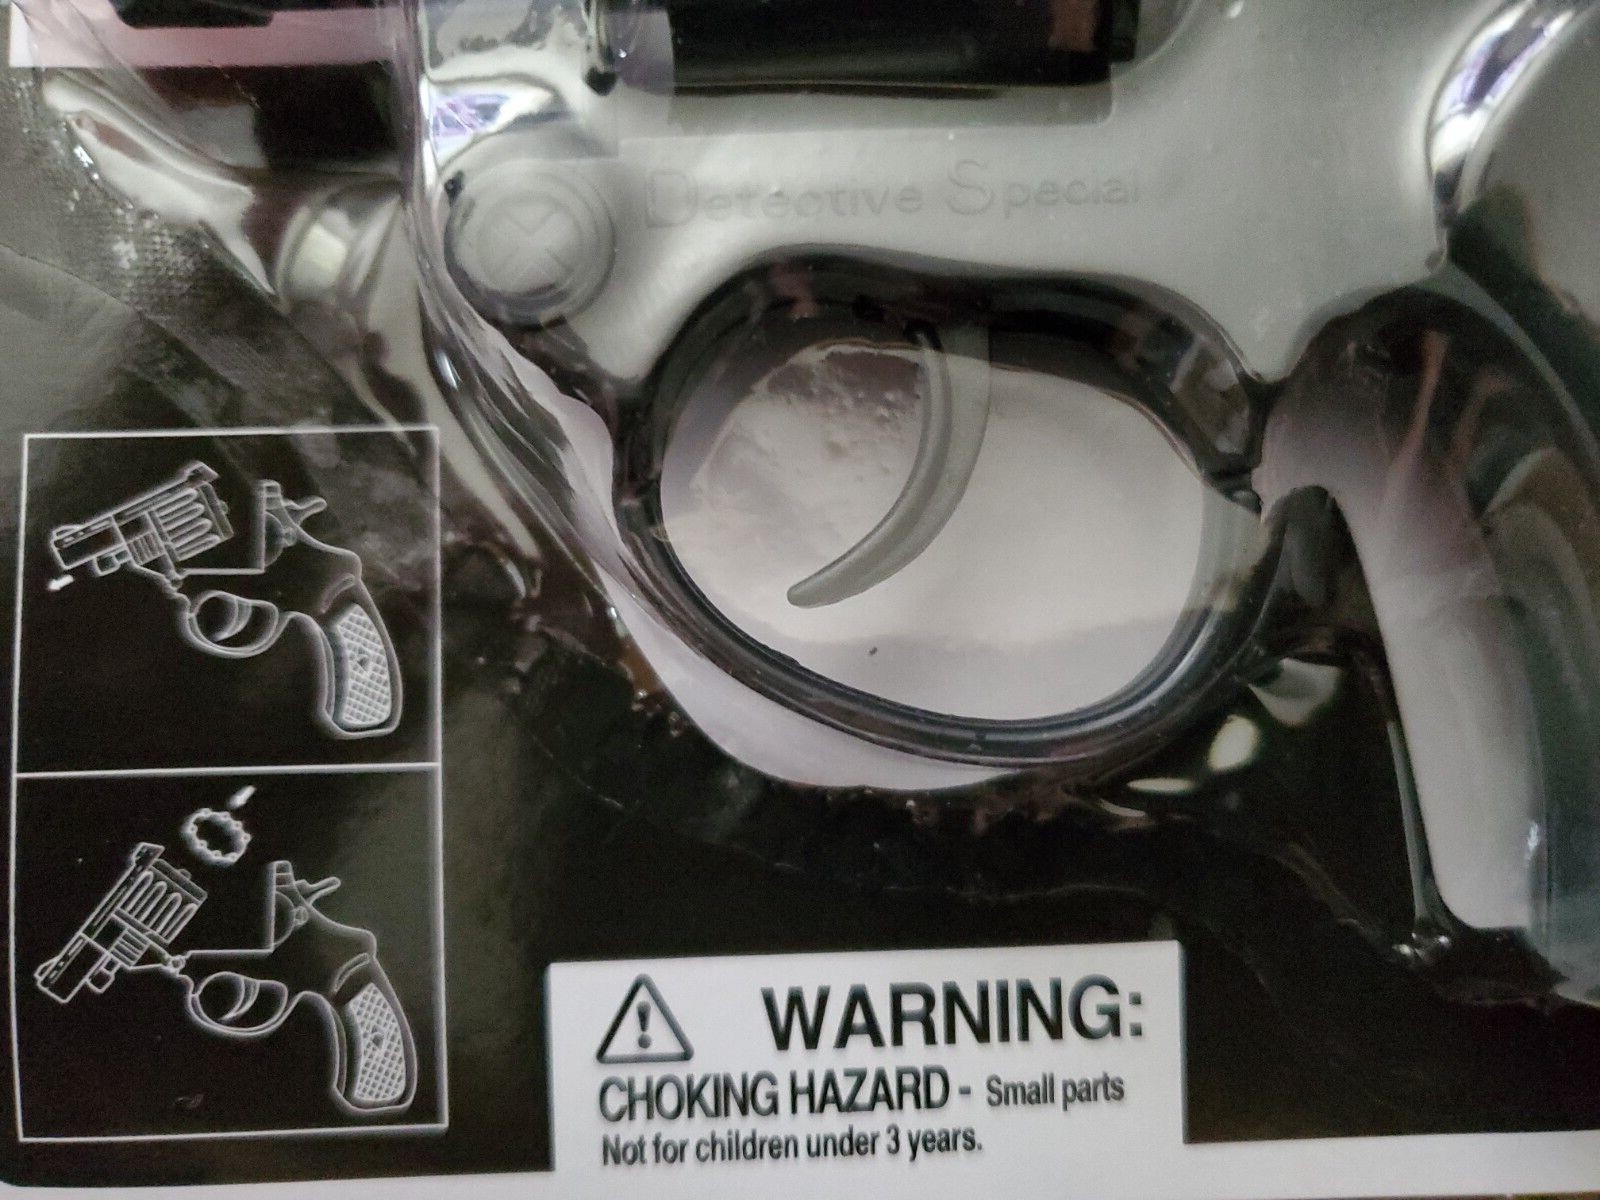 Detective Special
WARNING:
CHOKING HAZARD - Small parts
Not for children under 3 years.